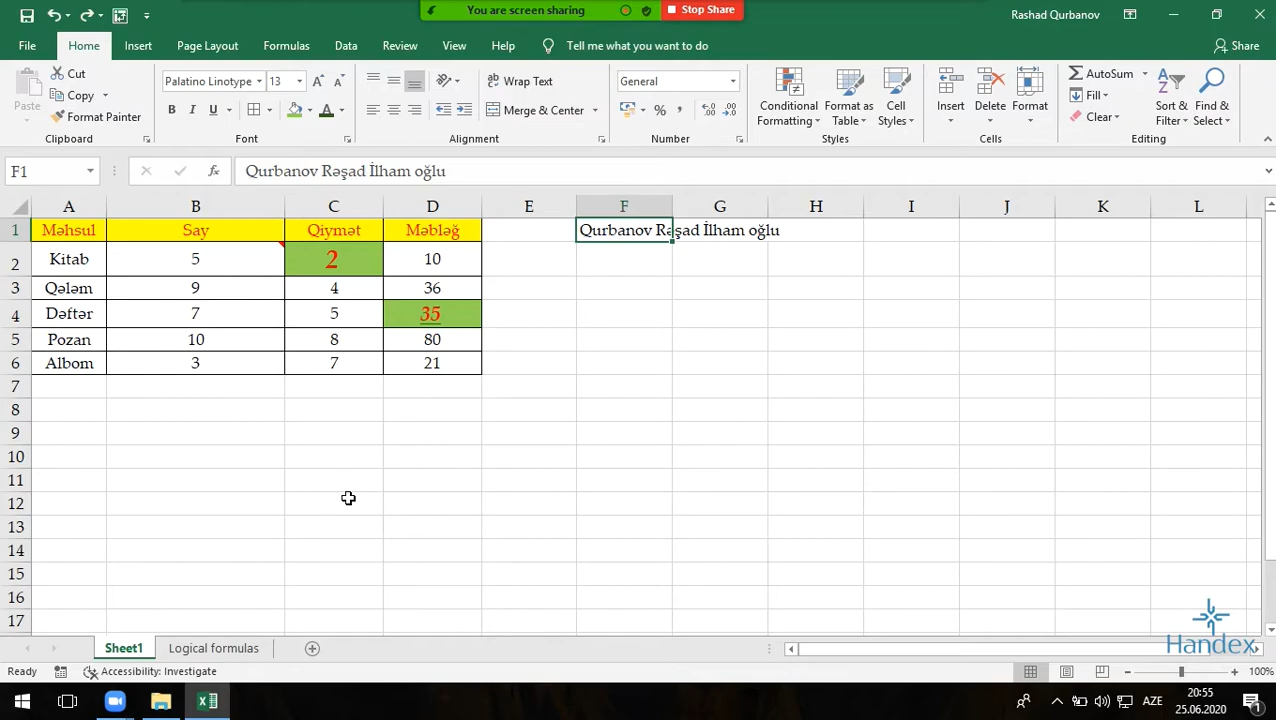 You are screen sharing
Stop Share
Rashad Qurbanov
File Home Insert Page Layout Formulas Data Review View Help Tell me what you want to do Share
Paste
Cut
Copy
Format Painter
Clipboard
Palatino Linotype 13
B I U
Font
Wrap Text
Merge & Center
Alignment
General
Number
Conditional Formatting
Format as Table
Cell Styles
Styles
Insert Delete Format
Cells
AutoSum
Fill
Clear
Sort & Filter
Find & Select
Editing
F1 fx Qurbanov Rəşad İlham oğlu
A B C D E F G H I J K L
1 Məhsul Say Qiymət Məbləğ Qurbanov Rəşad İlham oğlu
2 Kitab 5 2 10
3 Qələm 9 4 36
4 Dəftər 7 5 35
5 Pozan 10 8 80
6 Albom 3 7 21
7
8
9
10
11
12
13
14
15
16
17
Handex
Sheet1 Logical formulas
Ready Accessibility: Investigate 100%
AZE 20:55
25.06.2020 1